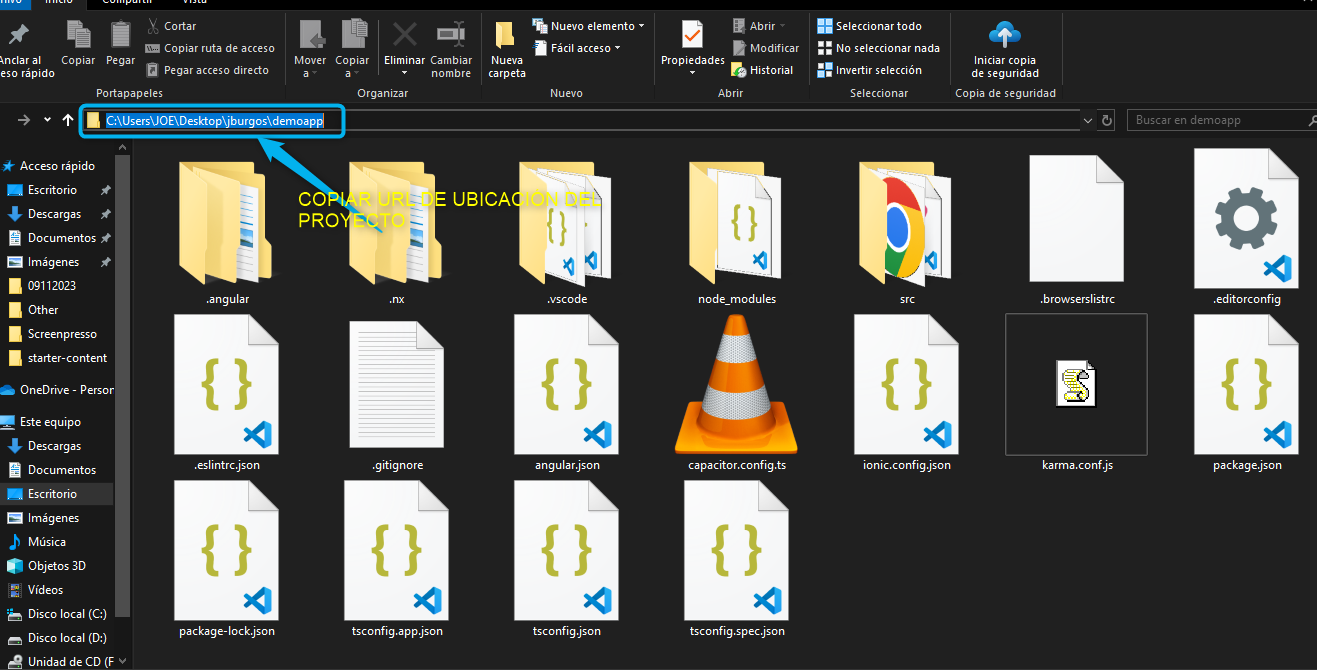 Inicio
Compartir
Vista
Anclar al
eso rápido
Copiar
Pegar
Cortar
Copiar ruta de acceso
Pegar acceso directo
Portapapeles
Mover
a
Copiar
a
Eliminar
Cambiar
nombre
Organizar
Nueva
carpeta
Nuevo elemento
Fácil acceso
Nuevo
Propiedades
Abrir
Modificar
Historial
Abrir
Seleccionar todo
No seleccionar nada
Invertir selección
Seleccionar
Iniciar copia
de seguridad
Copia de seguridad
C:\Users\JOE\Desktop\jburgos\demoapp
Buscar en demoapp
COPIAR URL DE UBICACION DEL
PROYECTO
Acceso rápido
Escritorio
Descargas
Documentos
Imágenes
09112023
Other
Screenpresso
starter-content
OneDrive - Person
Este equipo
Descargas
Documentos
Escritorio
Imágenes
Música
Objetos 3D
Vídeos
Disco local (C:)
Disco local (D:)
Unidad de CD (F
.angular
.nx
.vscode
node_modules
src
.browserslistrc
.editorconfig
.eslintrc.json
.gitignore
angular.json
capacitor.config.ts
ionic.config.json
karma.conf.js
package.json
package-lock.json
tsconfig.app.json
tsconfig.json
tsconfig.spec.json